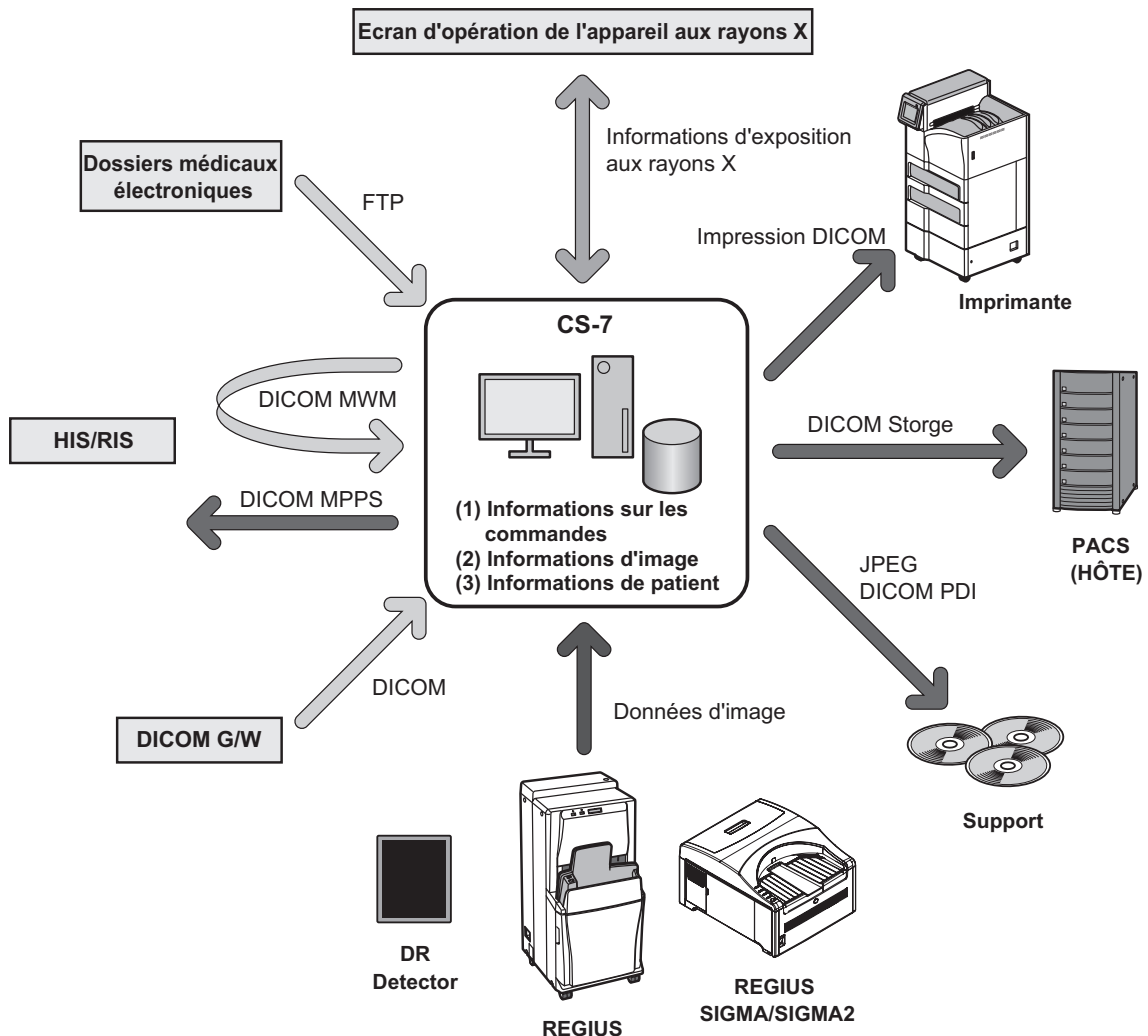 Ecran d'opération de l'appareil aux rayons X
Informations d'exposition
aux rayons X
Dossiers médicaux
électroniques
FTP
Impression DICOM
Imprimante
CS-7
DICOM MWM
HIS/RIS
DICOM MPPS
DICOM Storge
(1) Informations sur les
commandes
(2) Informations d'image
(3) Informations de patient
PACS
(HÔTE)
JPEG
DICOM PDI
DICOM
DICOM G/W
Données d'image
Support
DR
Detector
REGIUS
REGIUS
SIGMA/SIGMA2